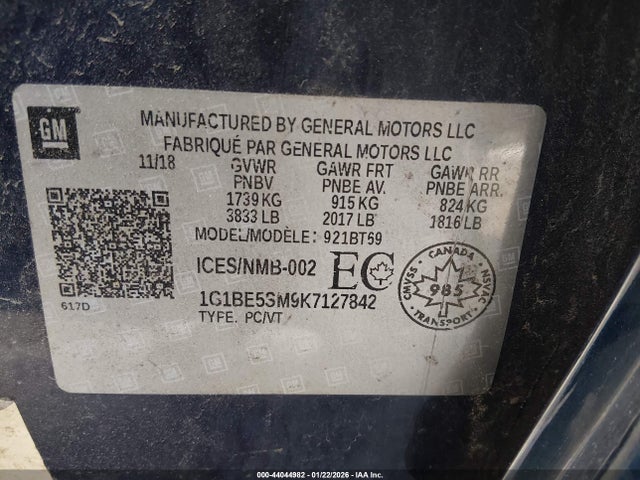 GM
MANUFACTURED BY GENERAL MOTORS LLC
FABRIQUÉ PAR GENERAL MOTORS LLC
11/18 GVWR GAWR FRT GAWR RR
PNBV PNBE AV. PNBE ARR.
1739 KG 915 KG 824 KG
3833 LB 2017 LB 1816 LB
MODEL/MODÈLE: 921BT69
ICES/NMB-002 EC
1G1BE5SM9K7127842
TYPE. PC/VT
617D
CANADA
CMVSS NSVAC
985
TRANSPORT
000-44044982 - 01/22/2026 - IAA Inc.